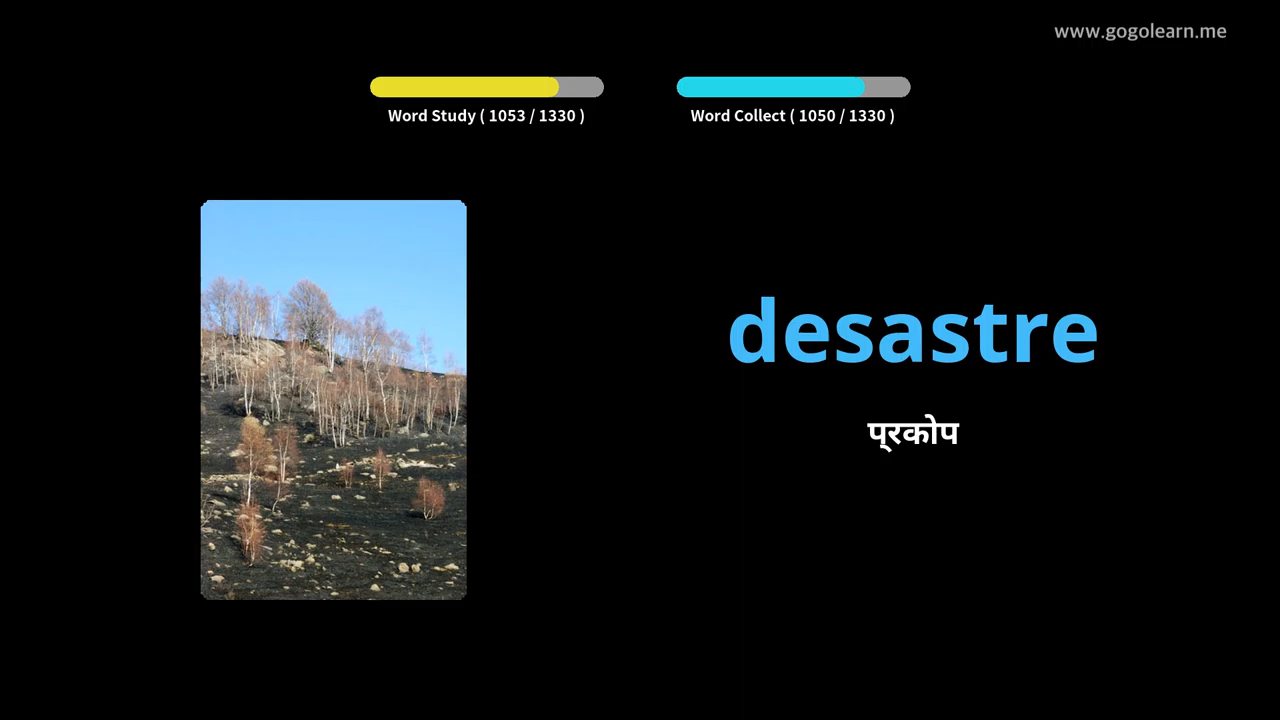 www.gogolearn.me
Word Study ( 1053 / 1330 )
Word Collect ( 1050 / 1330 )
desastre
प्रकोप